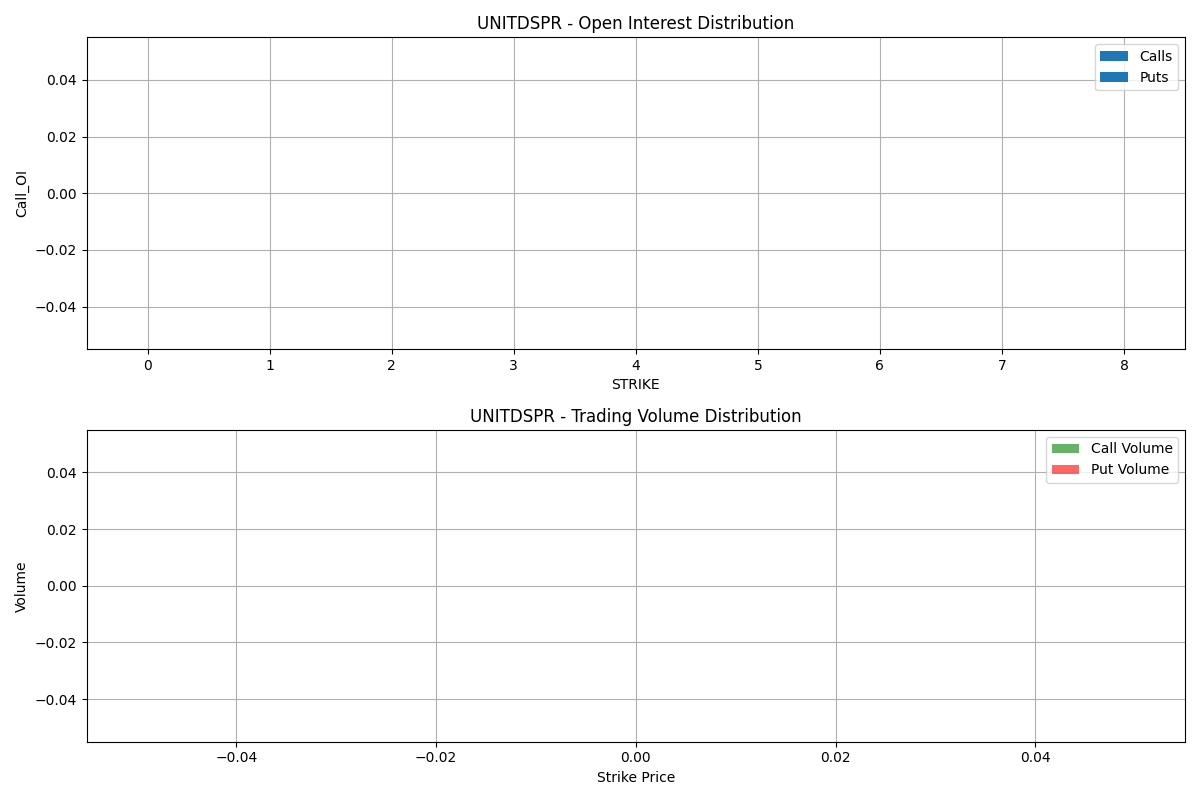 UNITDSPR - Open Interest Distribution
Calls
Puts
0.04
0.02
0.00
−0.02
−0.04
Call_OI
0 1 2 3 4 5 6 7 8
STRIKE
UNITDSPR - Trading Volume Distribution
Call Volume
Put Volume
0.04
0.02
0.00
−0.02
−0.04
Volume
−0.04 −0.02 0.00 0.02 0.04
Strike Price